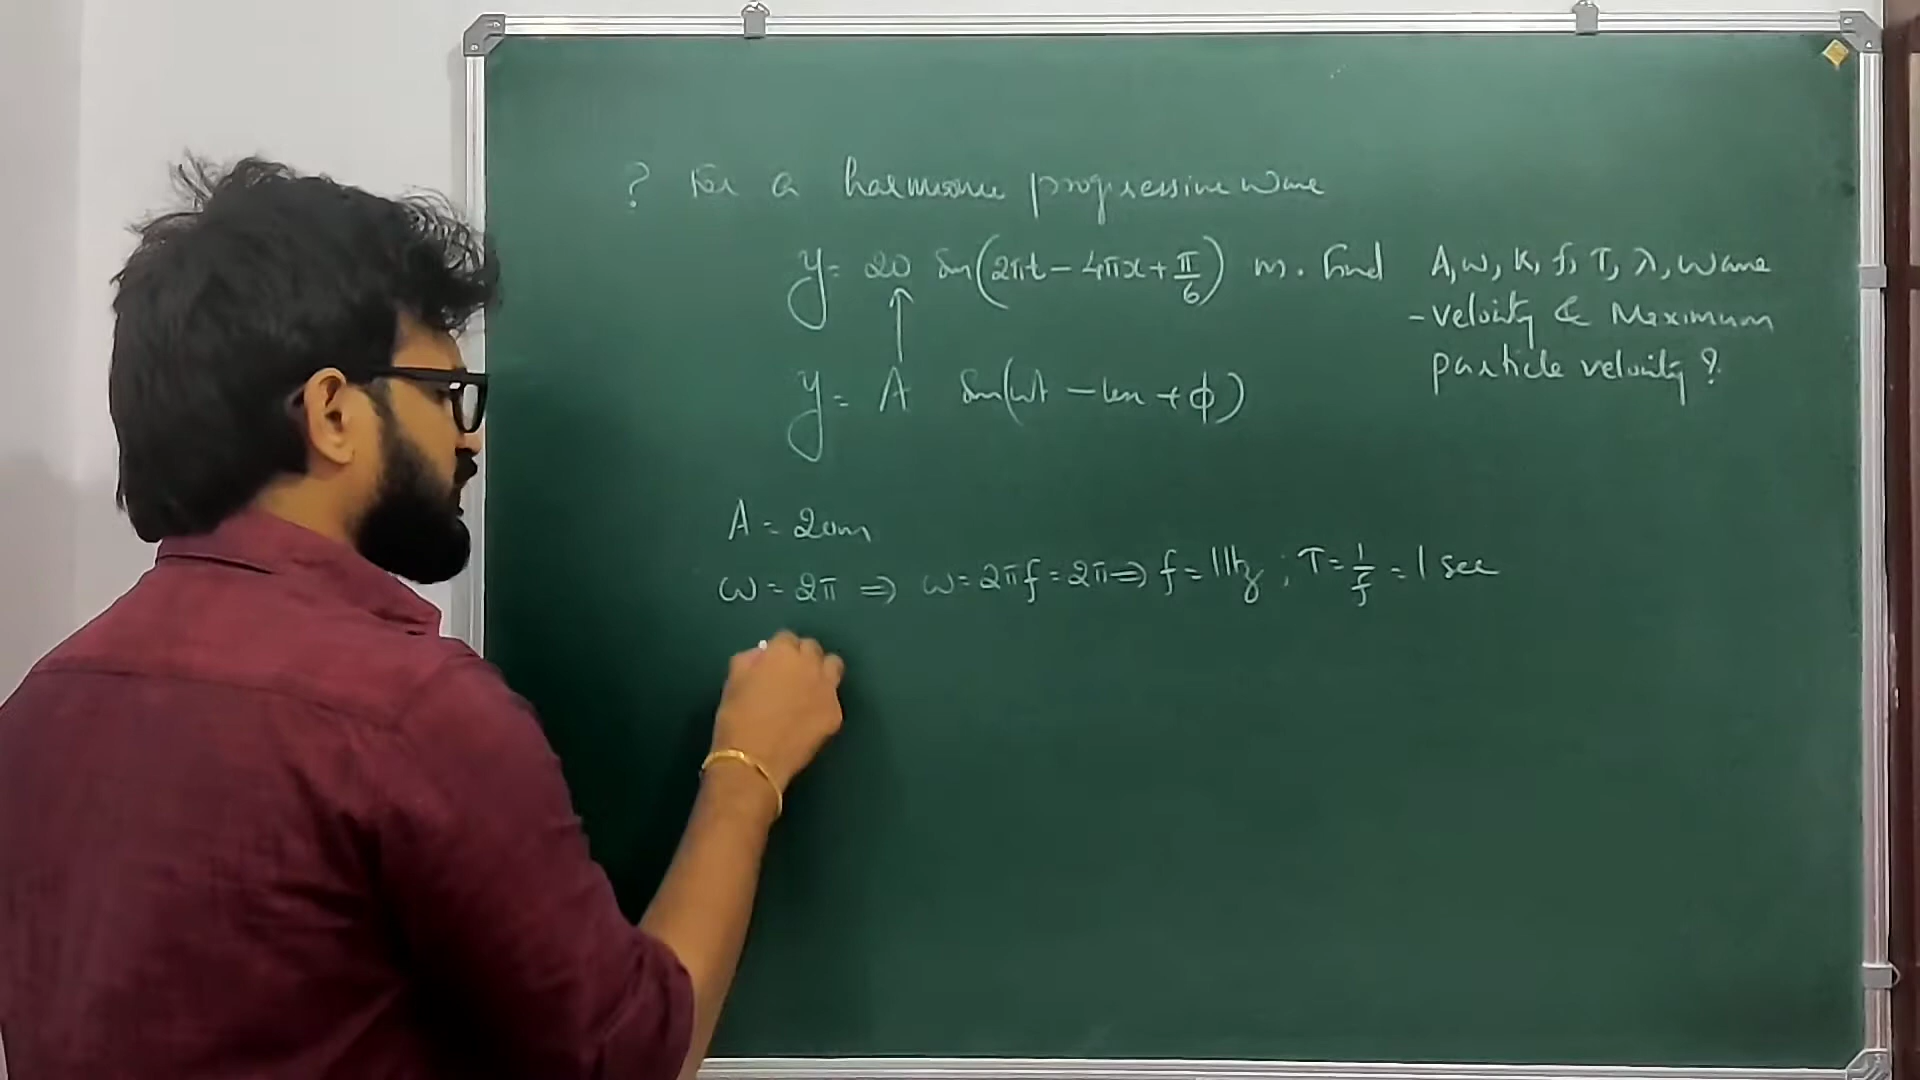 ? For a harmonic progressive wave
y = 20 sin(2πt − 4πx + π/6) m. Find A, ω, K, f, T, λ, wave
- velocity & Maximum
particle velocity ?
y = A sin(ωt − kx + ϕ)
A = 20m
ω = 2π ⇒ ω = 2πf = 2π ⇒ f = 1Hz ; T = 1/f = 1 sec